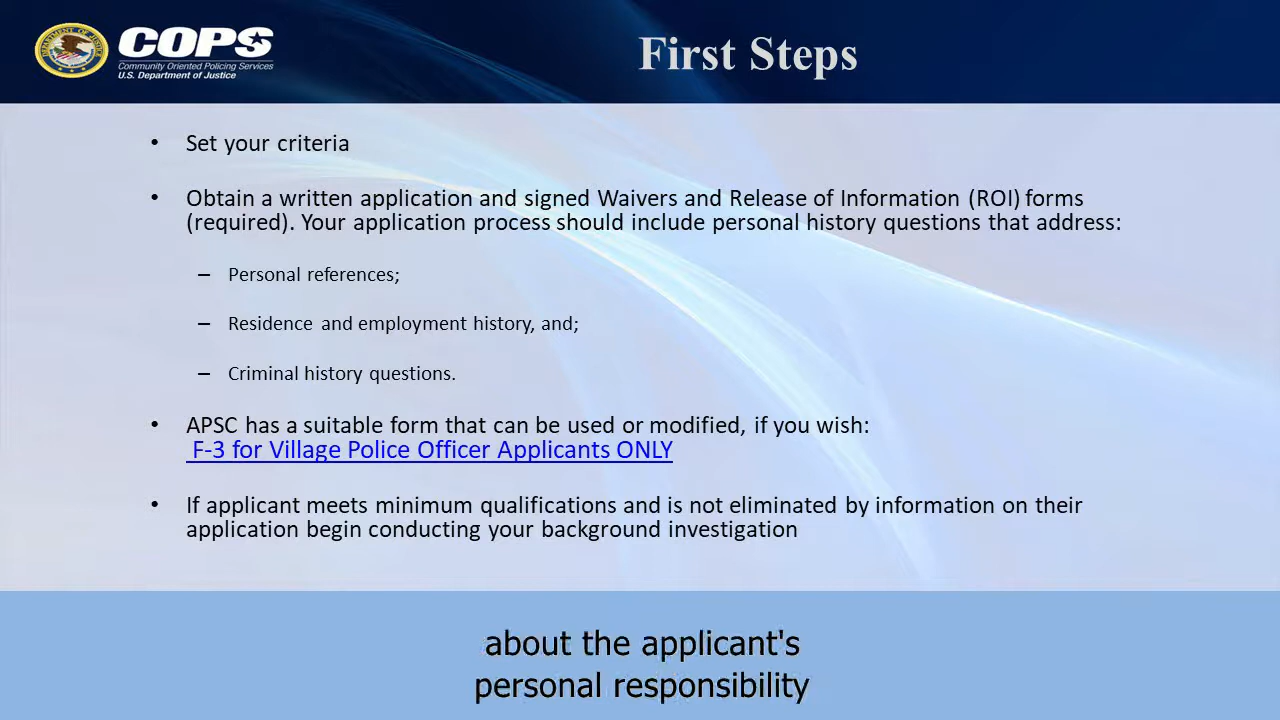 COPS
Community Oriented Policing Services
U.S. Department of Justice
First Steps
• Set your criteria
• Obtain a written application and signed Waivers and Release of Information (ROI) forms
(required). Your application process should include personal history questions that address:
– Personal references;
– Residence and employment history, and;
– Criminal history questions.
• APSC has a suitable form that can be used or modified, if you wish:
F-3 for Village Police Officer Applicants ONLY
• If applicant meets minimum qualifications and is not eliminated by information on their
application begin conducting your background investigation
about the applicant's
personal responsibility